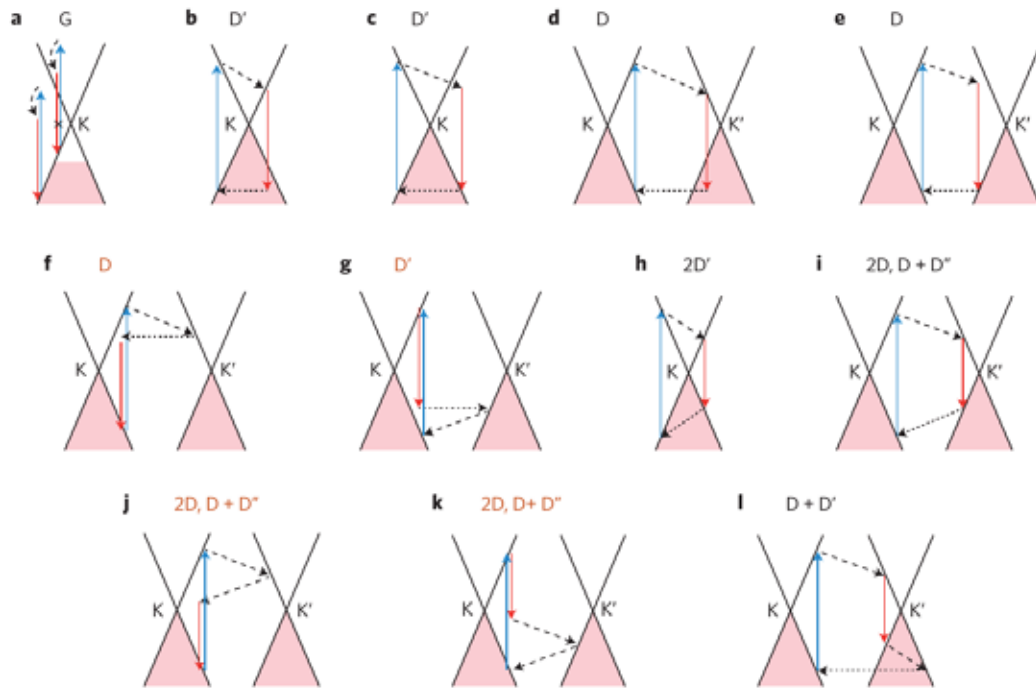 a G b D′ c D′ d D e D
K K K K K′ K K′
f D g D′ h 2D′ i 2D, D + D″
K K′ K K′ K K K′
j 2D, D + D″ k 2D, D+ D″ l D + D′
K K′ K K′ K K′